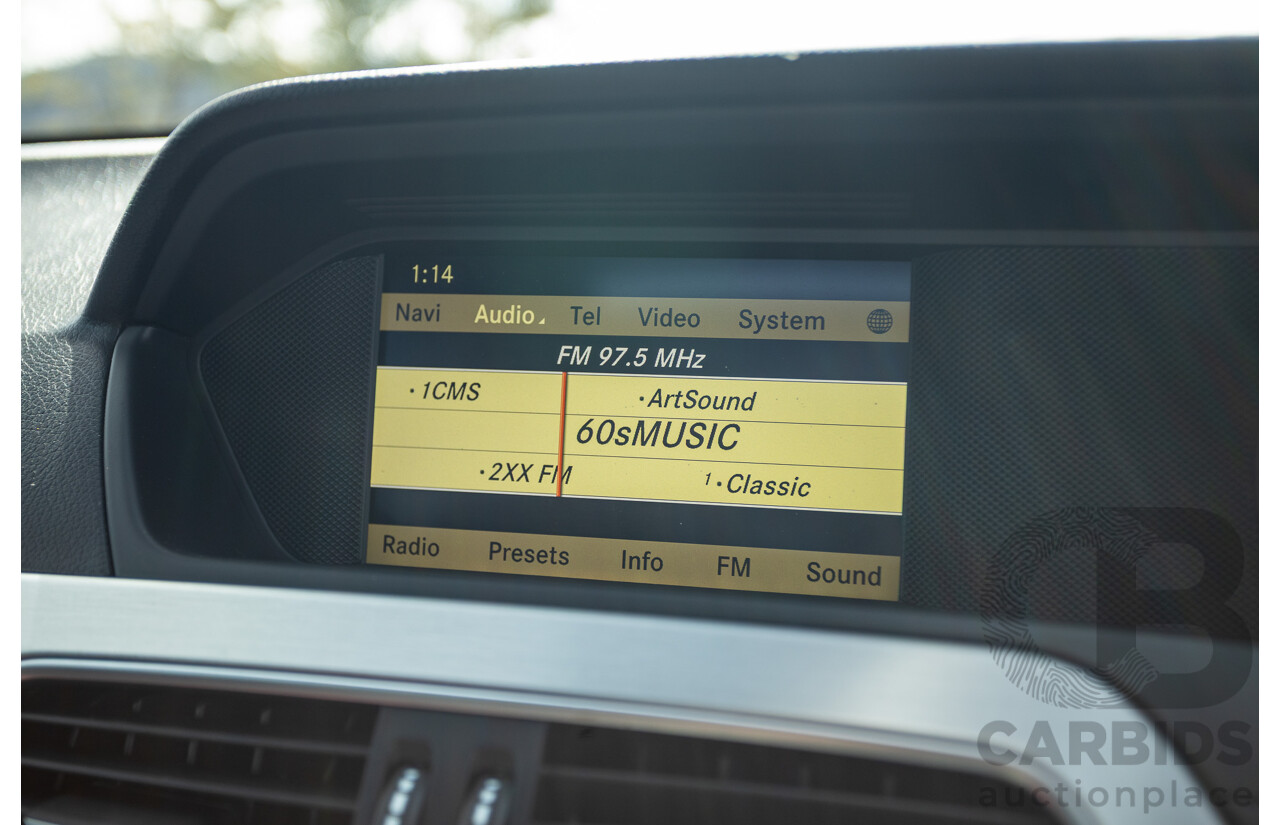 1:14
Navi Audio Tel Video System
FM 97.5 MHz
·1CMS ·ArtSound
60sMUSIC
·2XX FM 1·Classic
Radio Presets Info FM Sound
CB
CARBIDS
auctionplace